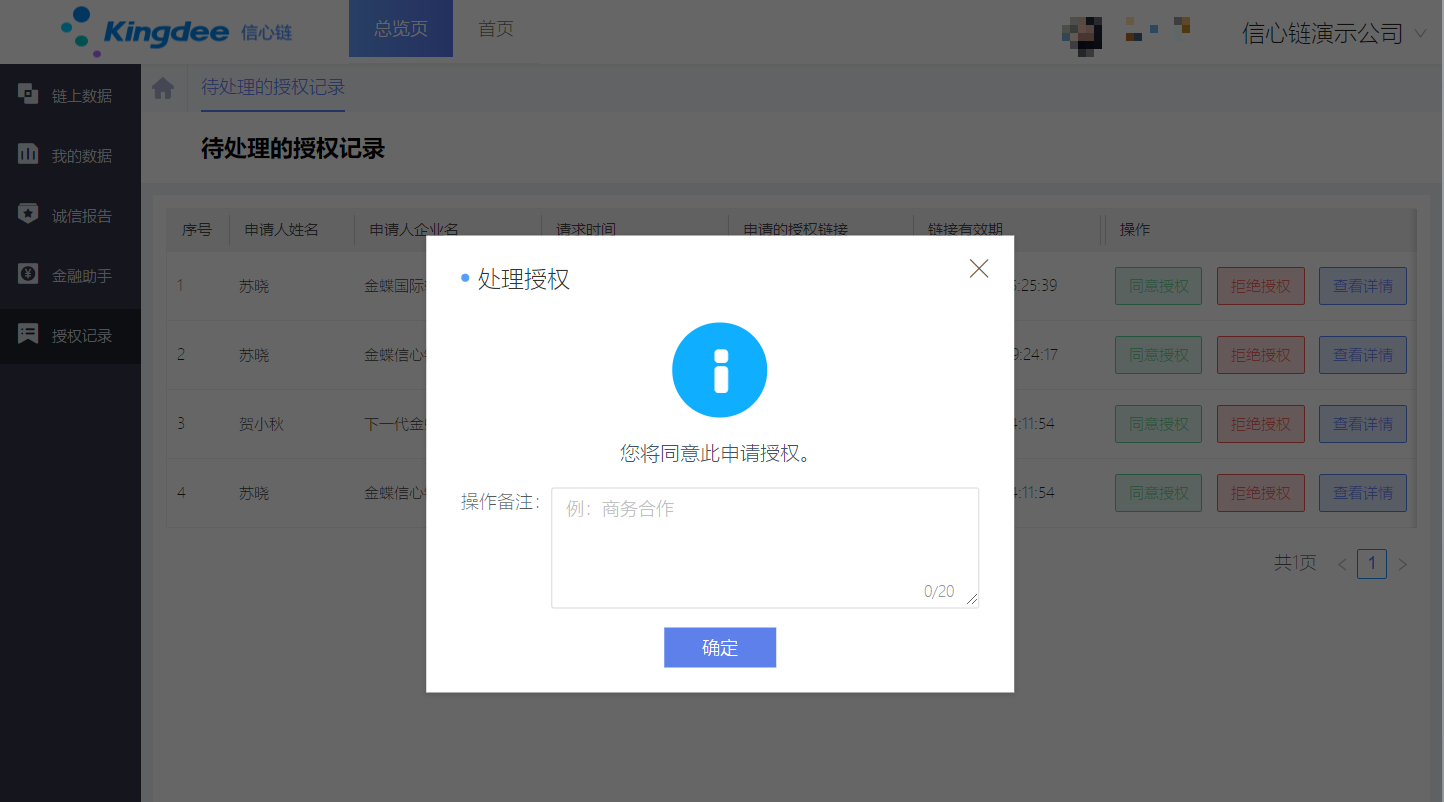 Kingdee 信心链 总览页 首页 信心链演示公司
链上数据
我的数据
诚信报告
金融助手
授权记录
待处理的授权记录
待处理的授权记录
序号 申请人姓名 申请人企业名 请求时间 申请的授权链接 链接有效期 操作
1 苏晓 金蝶国际 5:25:39 同意授权 拒绝授权 查看详情
2 苏晓 金蝶信心 9:24:17 同意授权 拒绝授权 查看详情
3 贺小秋 下一代金 4:11:54 同意授权 拒绝授权 查看详情
4 苏晓 金蝶信心 4:11:54 同意授权 拒绝授权 查看详情
共1页 < 1 >
处理授权
您将同意此申请授权。
操作备注：
例：商务合作
0/20
确定